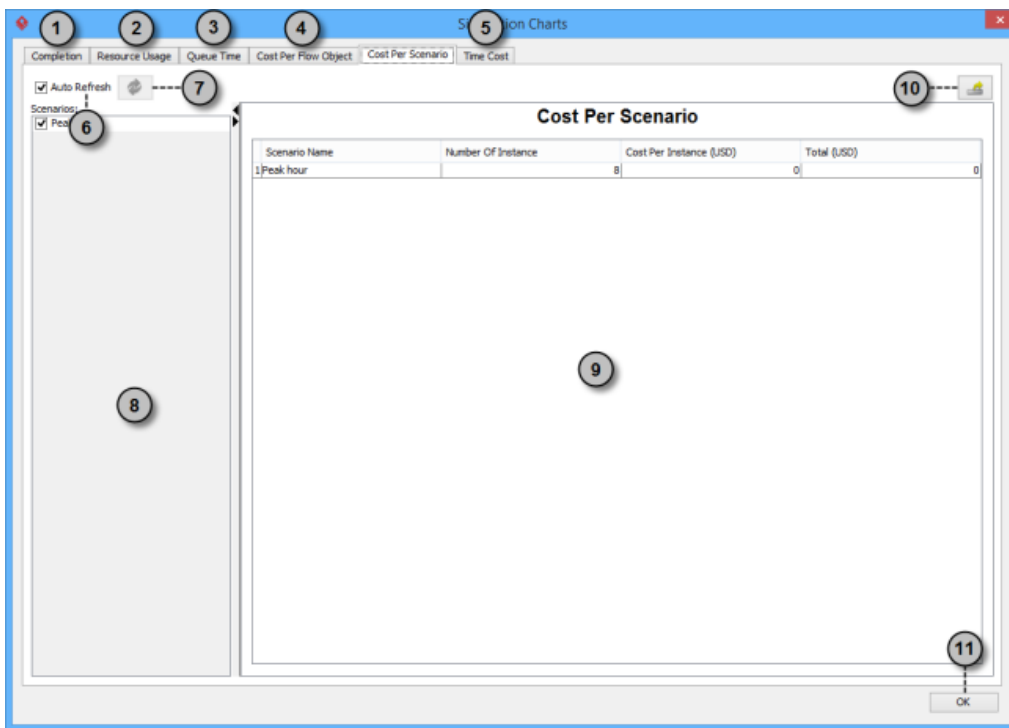 1 2 3 4 5
Si ion Charts
Completion Resource Usage Queue Time Cost Per Flow Object Cost Per Scenario Time Cost
Auto Refresh 7 10
Scenarios:
6
Cost Per Scenario
Scenario Name Number Of Instance Cost Per Instance (USD) Total (USD)
1 Peak hour 8 0 0
9
8
11
OK